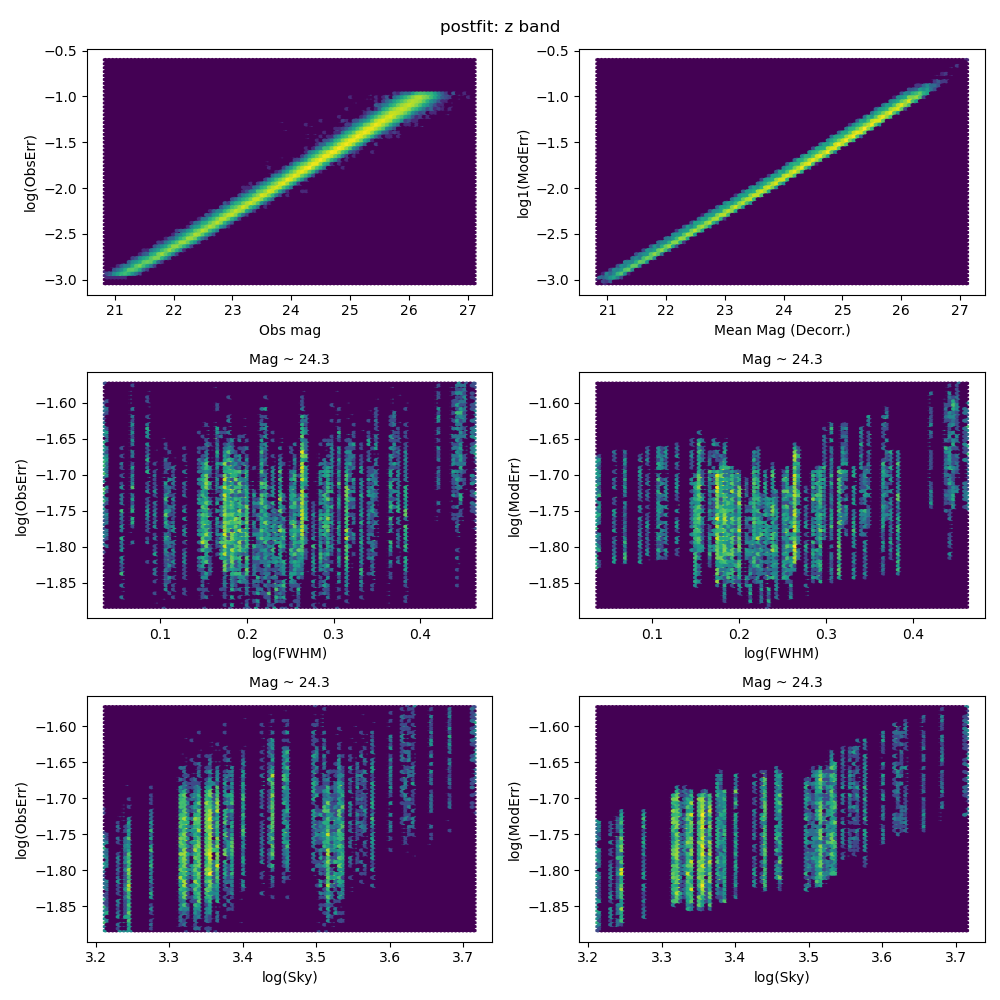 postfit: z band
−0.5
−1.0
−1.5
−2.0
−2.5
−3.0
log(ObsErr)
21 22 23 24 25 26 27
Obs mag
−0.5
−1.0
−1.5
−2.0
−2.5
−3.0
log1(ModErr)
21 22 23 24 25 26 27
Mean Mag (Decorr.)
Mag ~ 24.3
−1.60
−1.65
−1.70
−1.75
−1.80
−1.85
log(ObsErr)
0.1 0.2 0.3 0.4
log(FWHM)
Mag ~ 24.3
−1.60
−1.65
−1.70
−1.75
−1.80
−1.85
log(ModErr)
0.1 0.2 0.3 0.4
log(FWHM)
Mag ~ 24.3
−1.60
−1.65
−1.70
−1.75
−1.80
−1.85
log(ObsErr)
3.2 3.3 3.4 3.5 3.6 3.7
log(Sky)
Mag ~ 24.3
−1.60
−1.65
−1.70
−1.75
−1.80
−1.85
log(ModErr)
3.2 3.3 3.4 3.5 3.6 3.7
log(Sky)